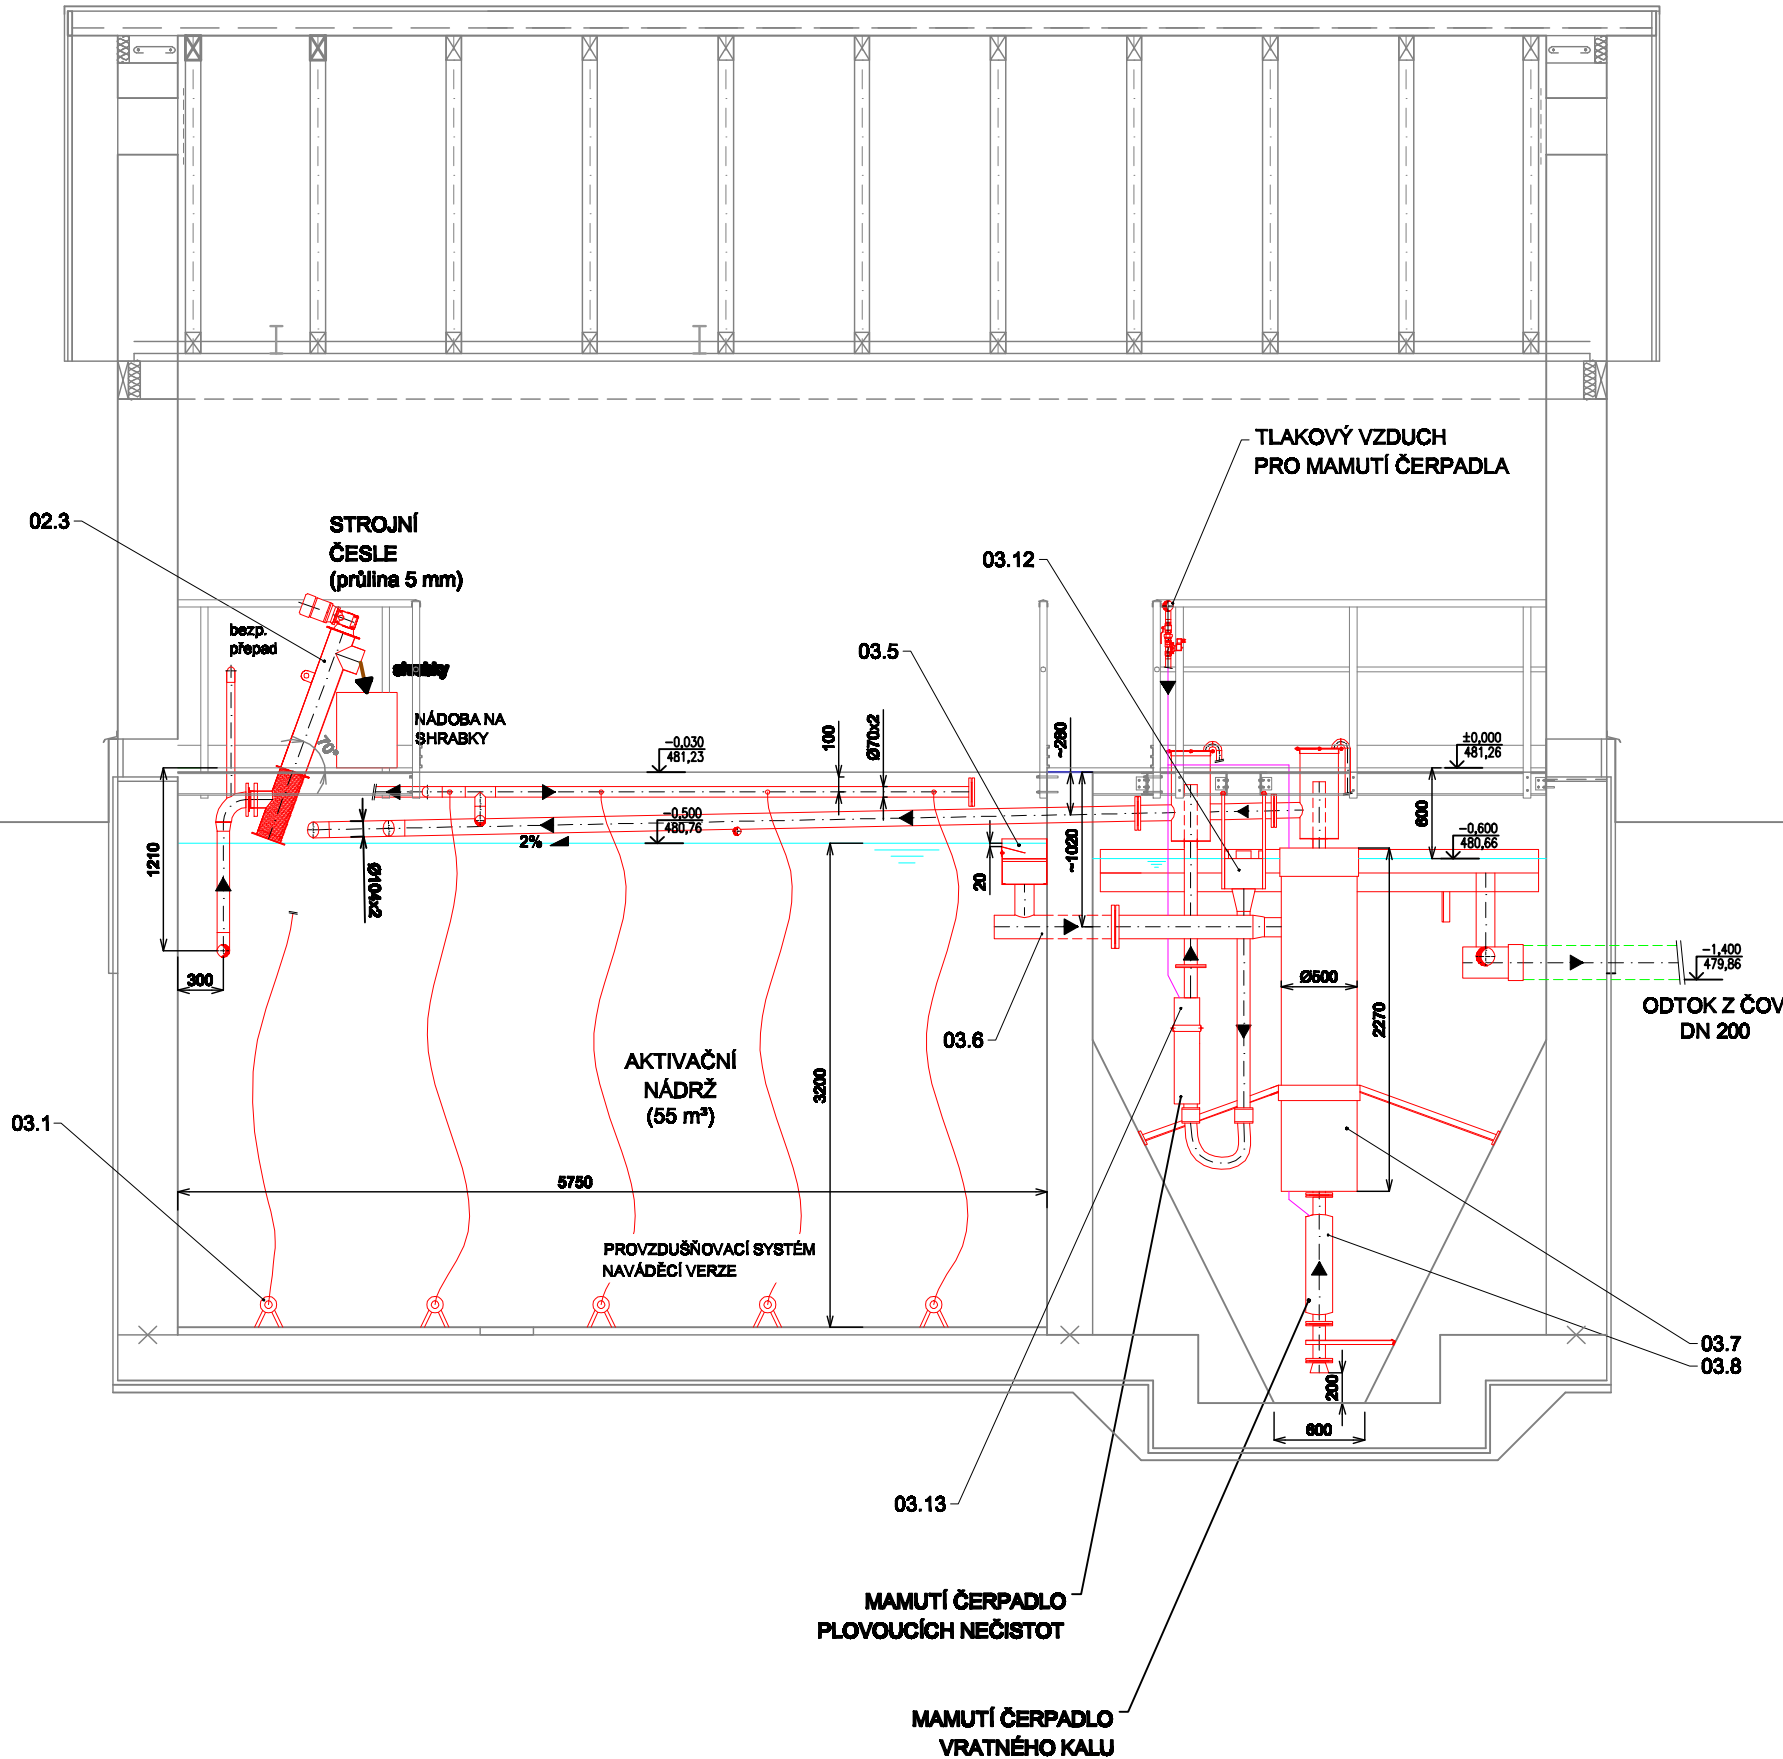 TLAKOVÝ VZDUCH
PRO MAMUTÍ ČERPADLA
02.3
STROJNÍ
ČESLE
(průlina 5 mm)
03.12
bezp.
přepad
03.5
shrabky
NÁDOBA NA
SHRABKY
70°
-0,030
481,23
100
Ø70x2
~260
±0,000
481,26
-0,500
480,76
2%
600
-0,600
480,66
1210
Ø104x2
20
~1020
300
Ø500
2270
-1,400
479,86
ODTOK Z ČOV
DN 200
03.6
AKTIVAČNÍ
NÁDRŽ
(55 m³)
3200
03.1
5750
PROVZDUŠŇOVACÍ SYSTÉM
NAVÁDĚCÍ VERZE
03.7
03.8
200
600
03.13
MAMUTÍ ČERPADLO
PLOVOUCÍCH NEČISTOT
MAMUTÍ ČERPADLO
VRATNÉHO KALU